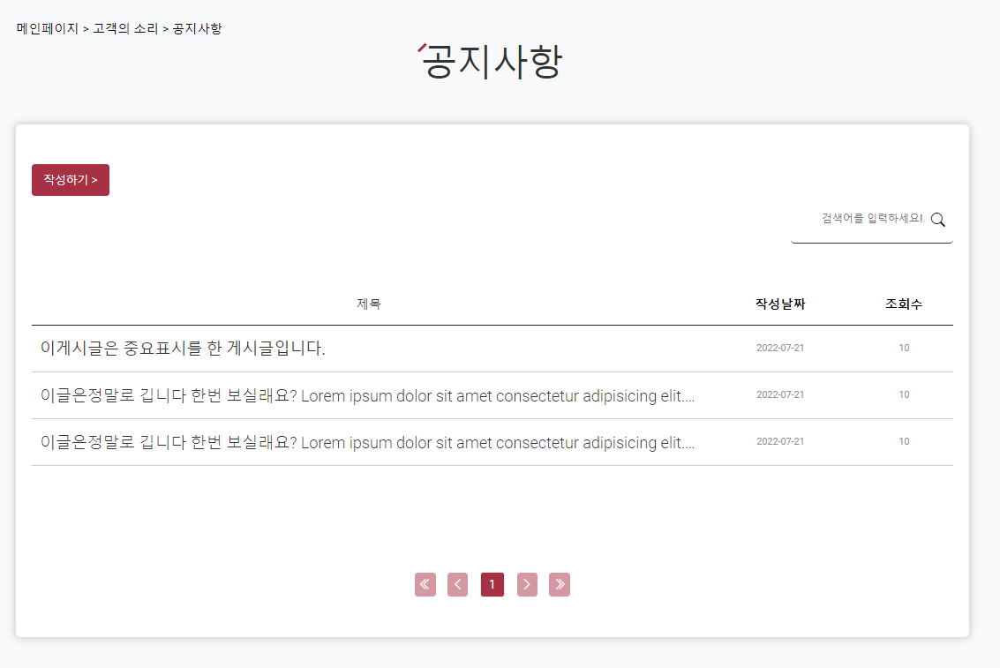 메인페이지 > 고객의 소리 > 공지사항
공지사항
작성하기 >
검색어를 입력하세요!
제목 작성날짜 조회수
이게시글은 중요표시를 한 게시글입니다. 2022-07-21 10
이글은정말로 깁니다 한번 보실래요? Lorem ipsum dolor sit amet consectetur adipisicing elit.... 2022-07-21 10
이글은정말로 깁니다 한번 보실래요? Lorem ipsum dolor sit amet consectetur adipisicing elit.... 2022-07-21 10
1